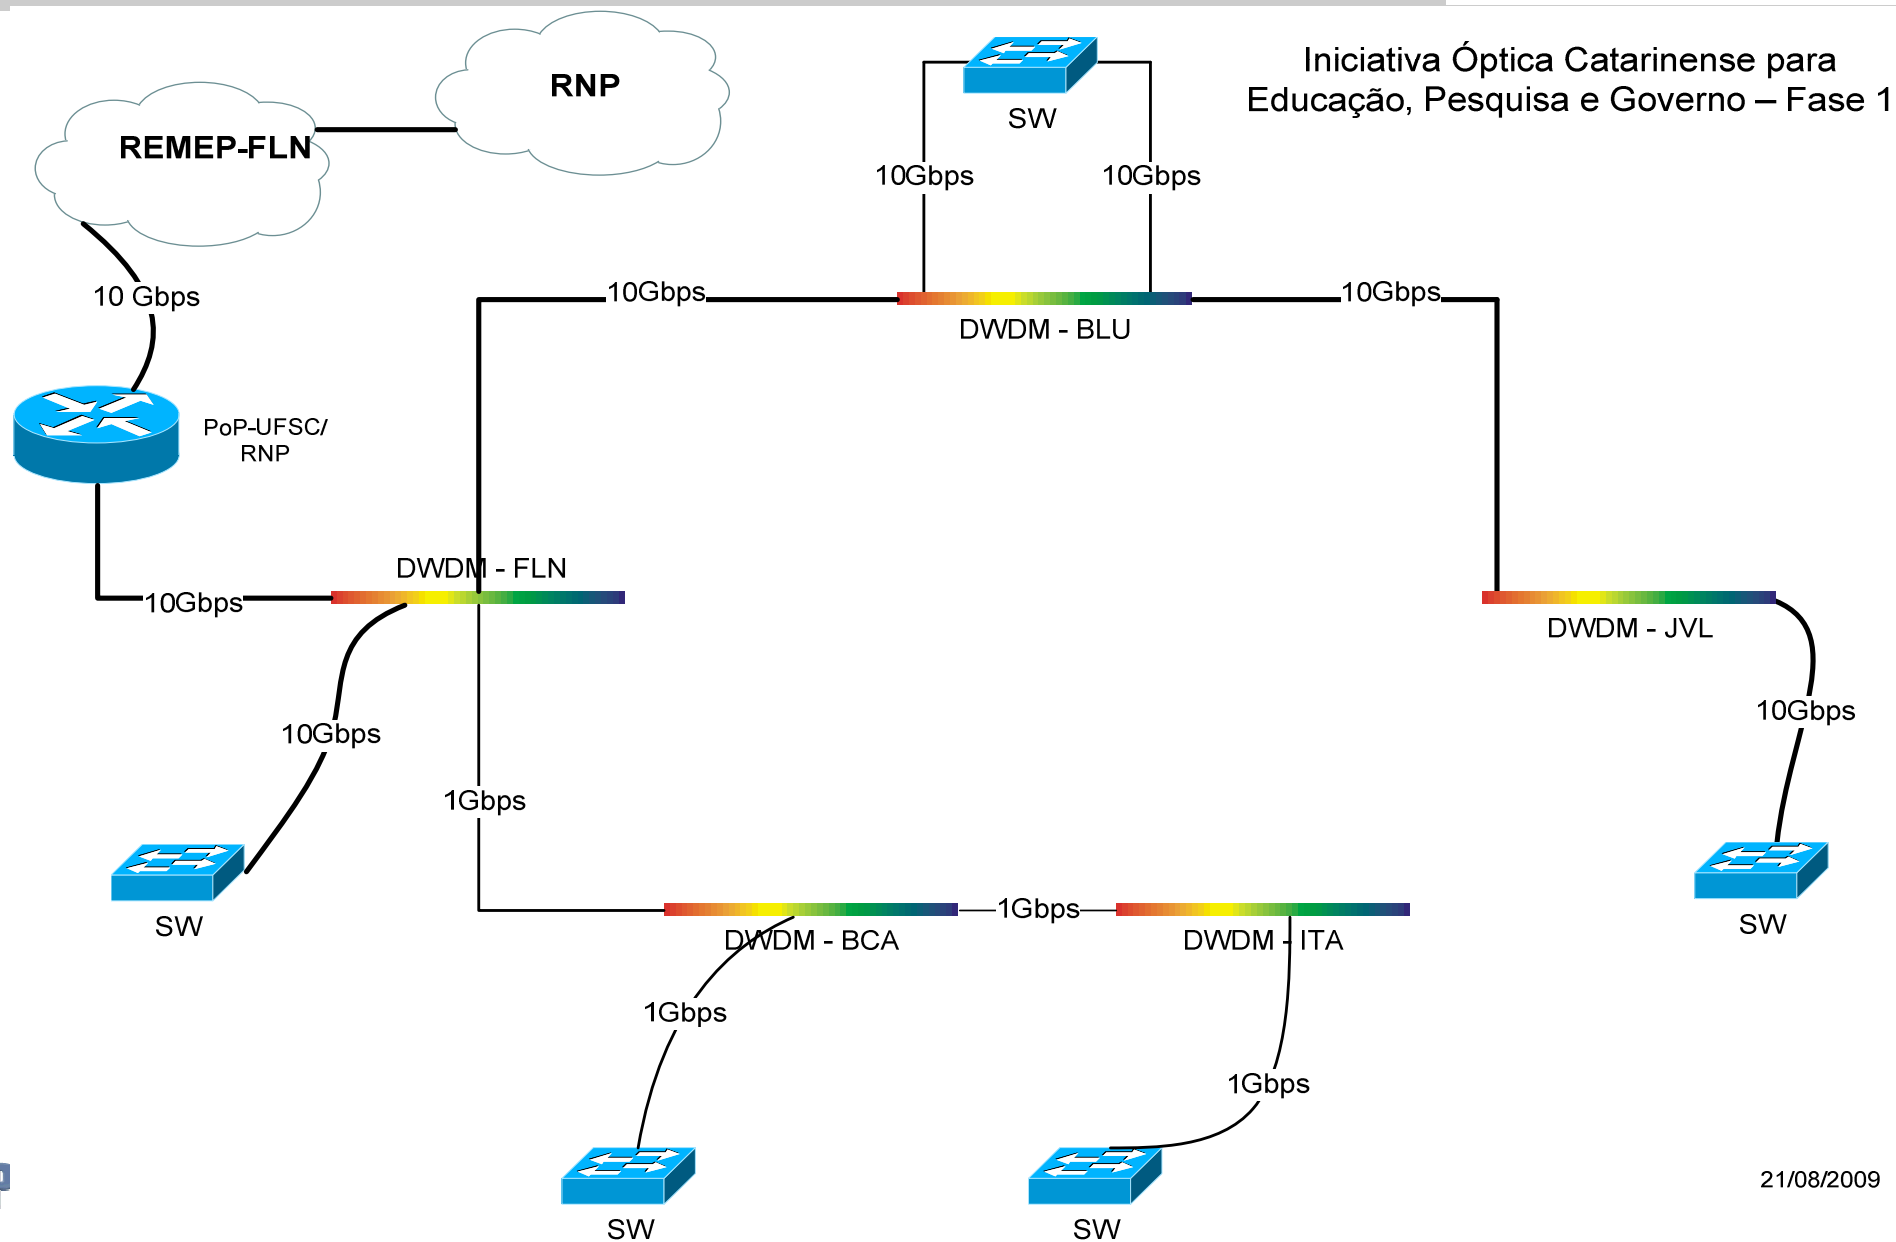 Iniciativa Óptica Catarinense para
Educação, Pesquisa e Governo – Fase 1
RNP
REMEP-FLN
SW
10Gbps
10Gbps
10 Gbps
10Gbps
10Gbps
DWDM - BLU
PoP-UFSC/
RNP
DWDM - FLN
10Gbps
DWDM - JVL
10Gbps
10Gbps
1Gbps
SW
SW
1Gbps
DWDM - BCA
DWDM - ITA
1Gbps
1Gbps
21/08/2009
SW
SW